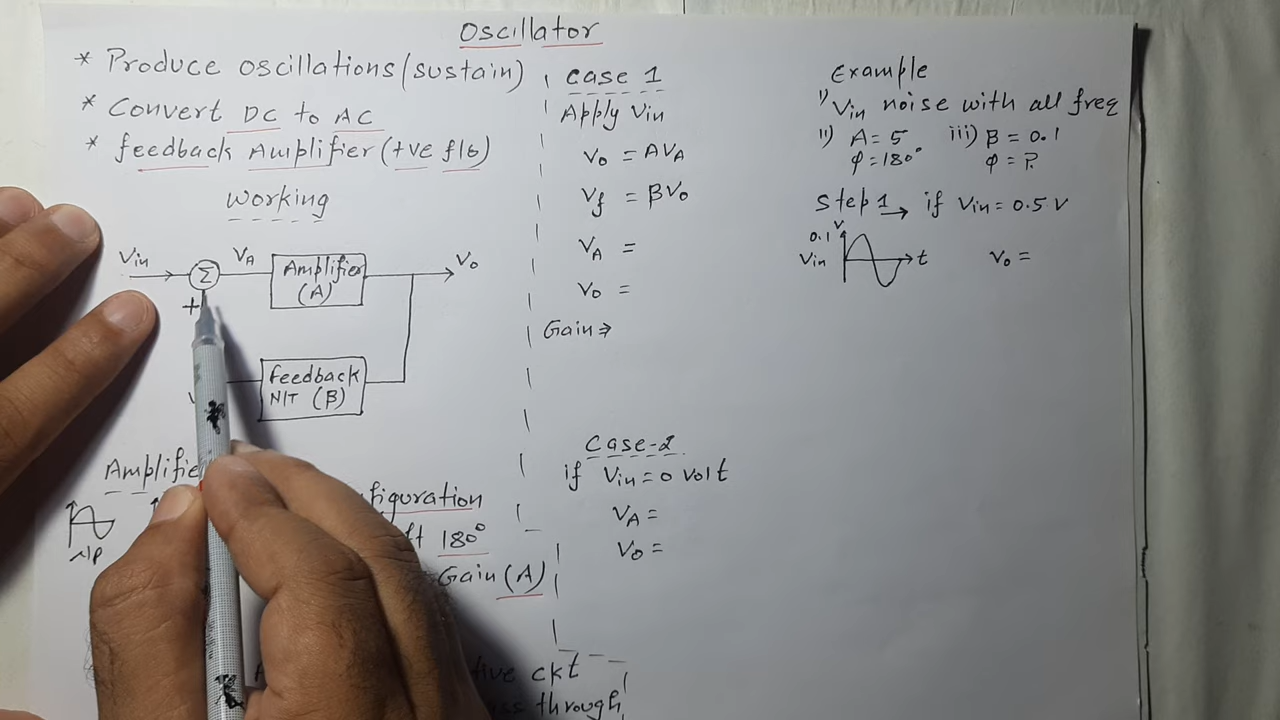 Oscillator
* Produce oscillations (sustain)
* Convert DC to AC
* feedback Amplifier (+ve f/b)
Working
Vin
Σ
VA
Amplifier
(A)
Vo
+
feedback
N/T (β)
i/p
180°
Gain (A)
ckt
through
Case 1
Apply Vin
Vo = AVA
Vf = βVo
VA =
Vo =
Gain ⇒
Case-2
if Vin = 0 volt
VA =
Vo =
Example
i) Vin noise with all freq
ii) A = 5 iii) β = 0.1
φ = 180° φ = ?
Step 1 → if Vin = 0.5 V
V
0.1
Vin
t
Vo =